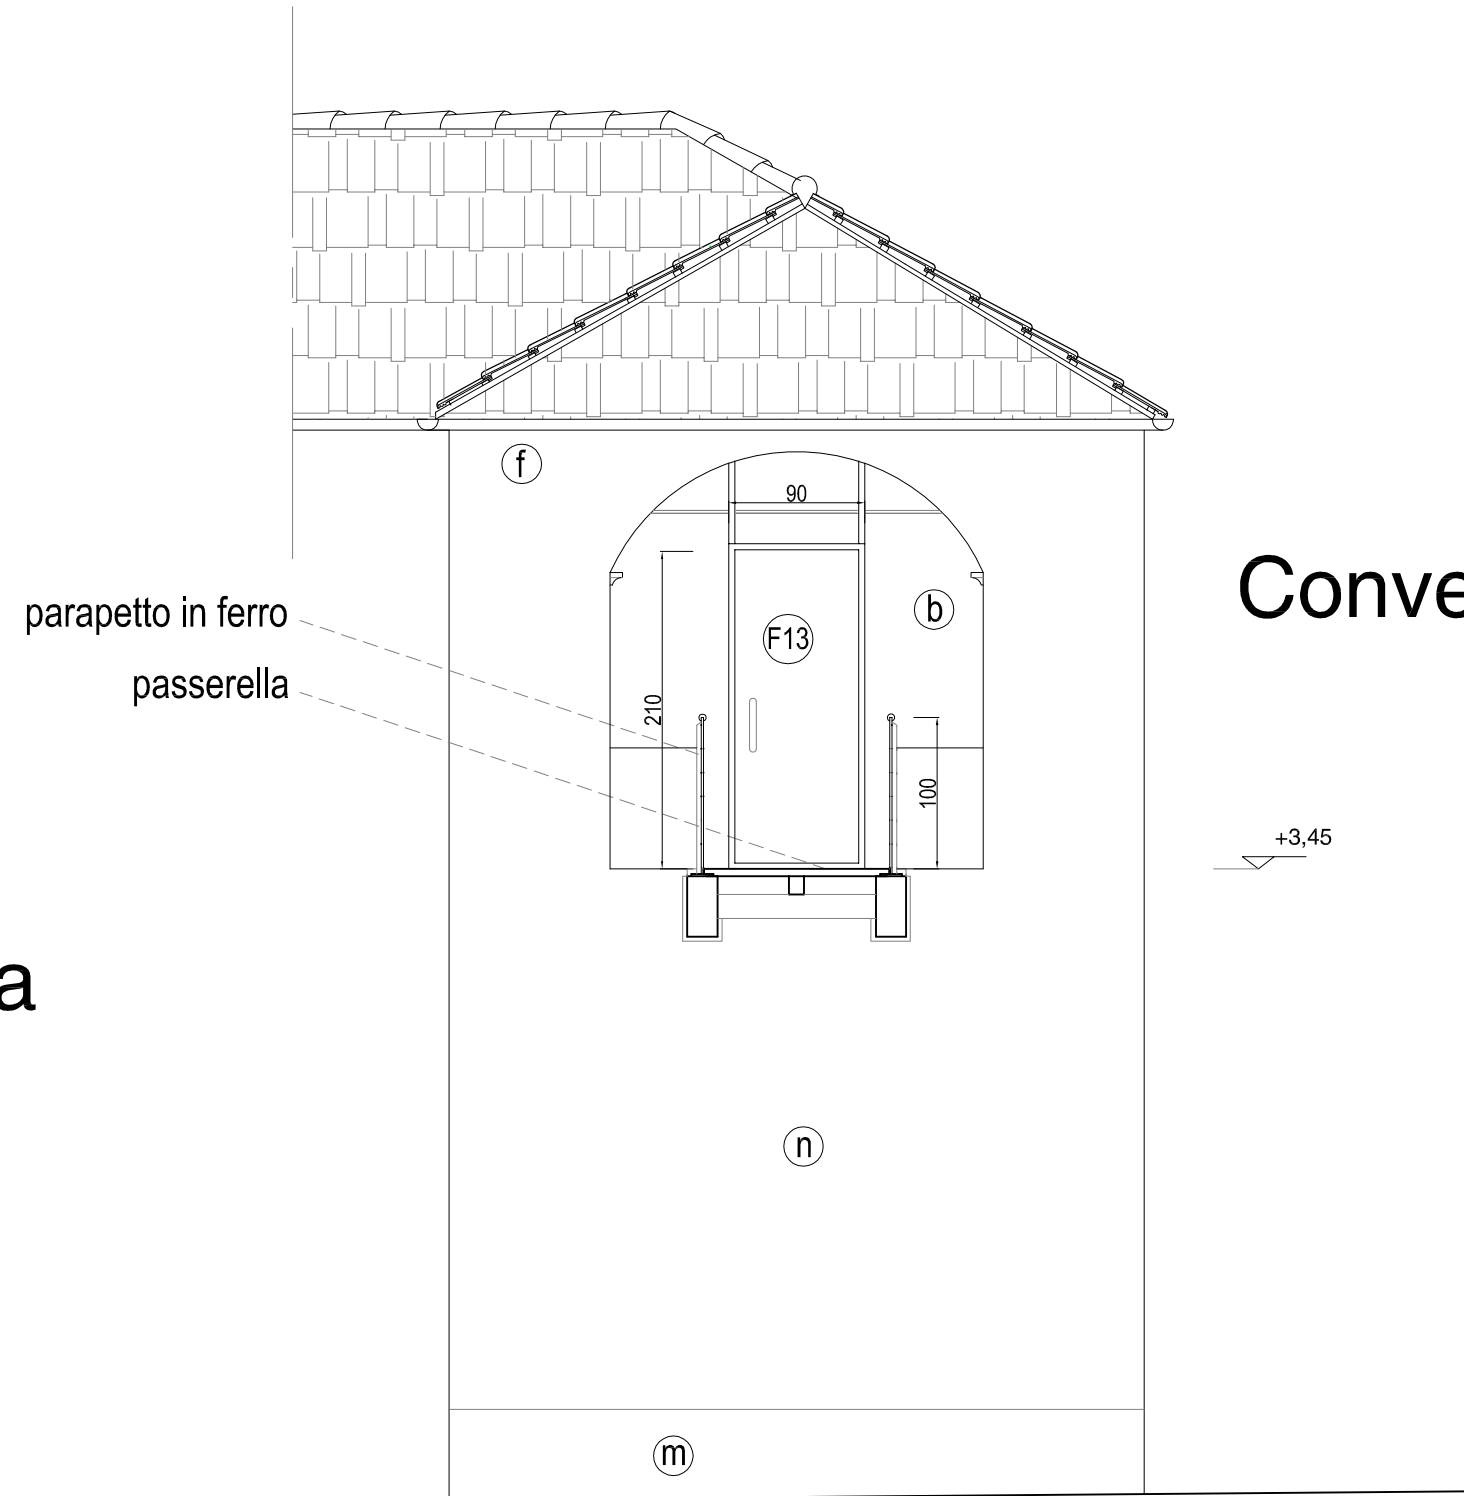 f
90
Conve
parapetto in ferro
b
F13
passerella
210
100
+3,45
a
n
m